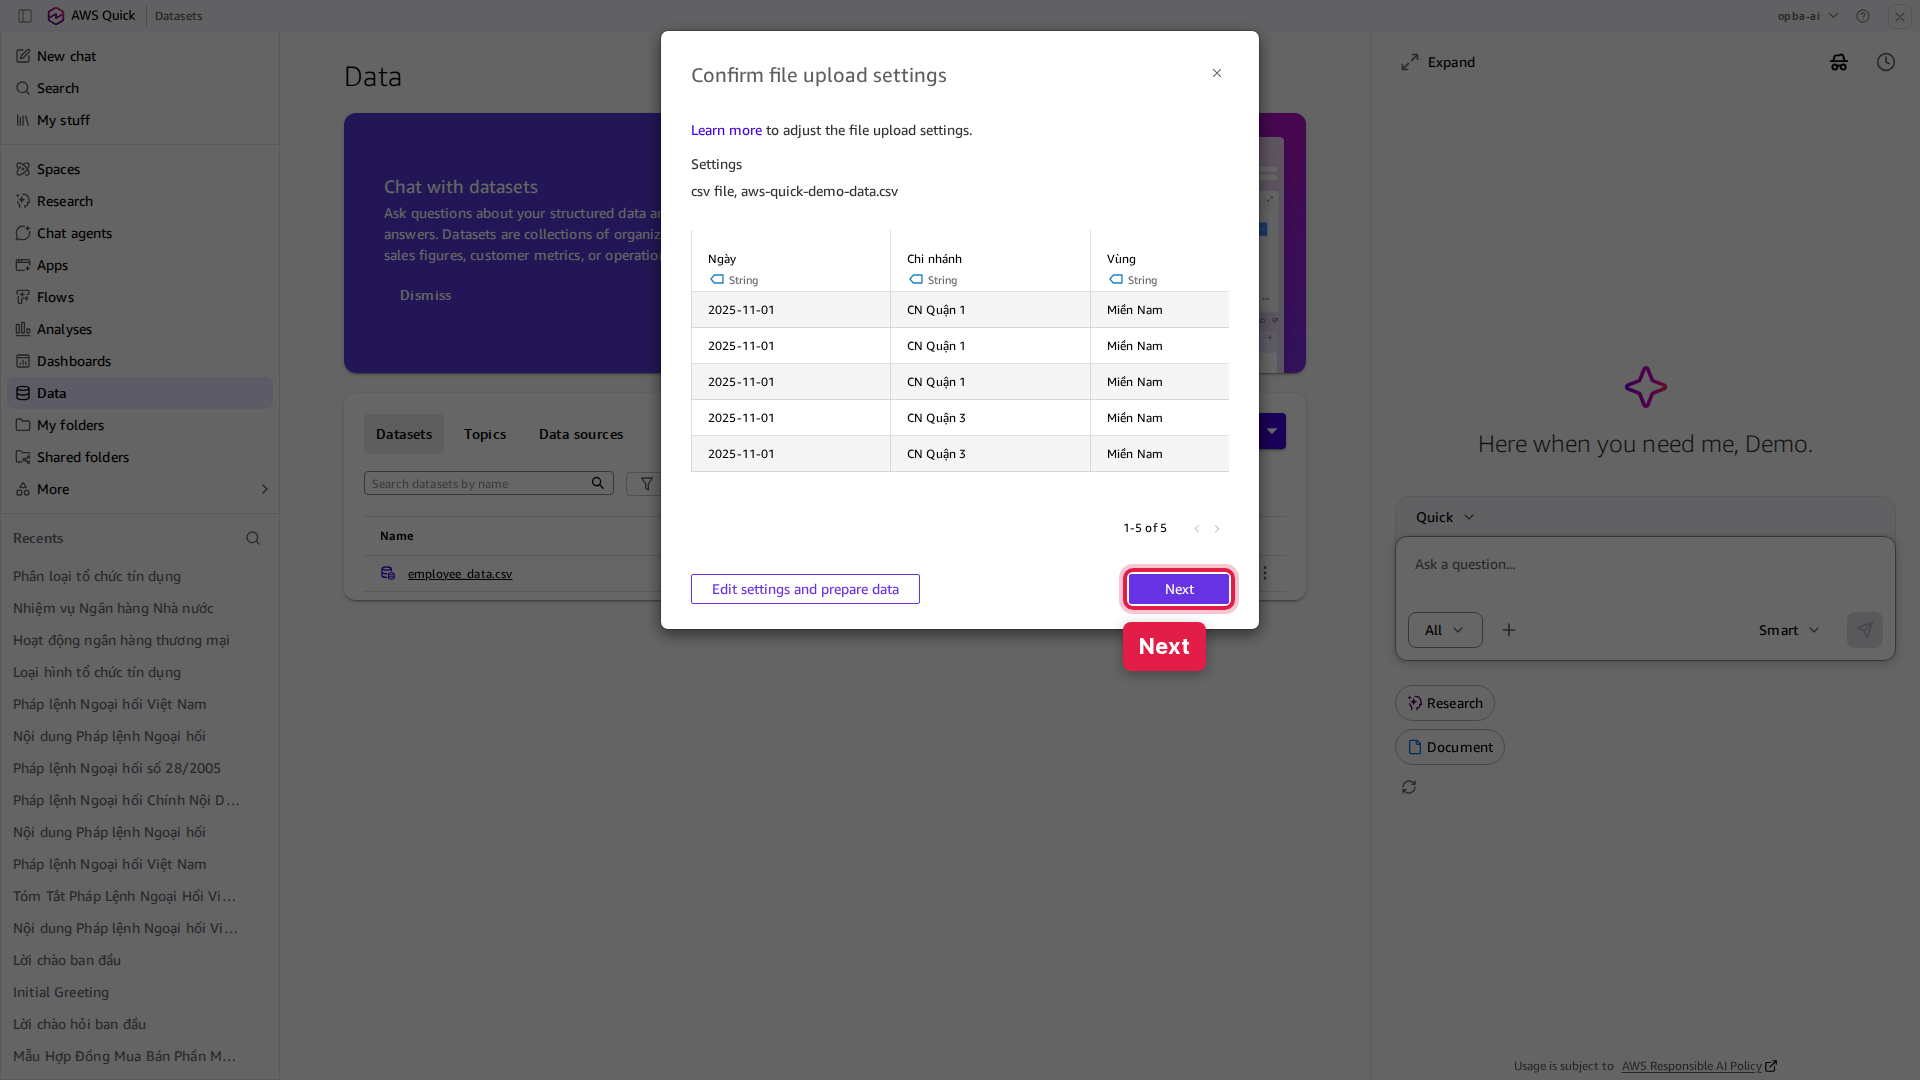 AWS Quick
Datasets
opba-ai
New chat
Search
My stuff
Spaces
Research
Chat agents
Apps
Flows
Analyses
Dashboards
Data
My folders
Shared folders
More
Recents
Phân loại tổ chức tín dụng
Nhiệm vụ Ngân hàng Nhà nước
Hoạt động ngân hàng thương mại
Loại hình tổ chức tín dụng
Pháp lệnh Ngoại hối Việt Nam
Nội dung Pháp lệnh Ngoại hối
Pháp lệnh Ngoại hối số 28/2005
Pháp lệnh Ngoại hối Chính Nội D...
Nội dung Pháp lệnh Ngoại hối
Pháp lệnh Ngoại hối Việt Nam
Tóm Tắt Pháp Lệnh Ngoại Hối Vi...
Nội dung Pháp lệnh Ngoại hối Vi...
Lời chào ban đầu
Initial Greeting
Lời chào hỏi ban đầu
Mẫu Hợp Đồng Mua Bán Phần M...
Data
Chat with datasets
Ask questions about your structured data an
answers. Datasets are collections of organiz
sales figures, customer metrics, or operation
Dismiss
Datasets Topics Data sources
Search datasets by name
Name
employee_data.csv
Confirm file upload settings
Learn more to adjust the file upload settings.
Settings
csv file, aws-quick-demo-data.csv
Ngày Chi nhánh Vùng
String String String
2025-11-01 CN Quận 1 Miền Nam
2025-11-01 CN Quận 1 Miền Nam
2025-11-01 CN Quận 1 Miền Nam
2025-11-01 CN Quận 3 Miền Nam
2025-11-01 CN Quận 3 Miền Nam
1-5 of 5
Edit settings and prepare data
Next
Next
Expand
Here when you need me, Demo.
Quick
Ask a question...
All
Smart
Research
Document
Usage is subject to AWS Responsible AI Policy